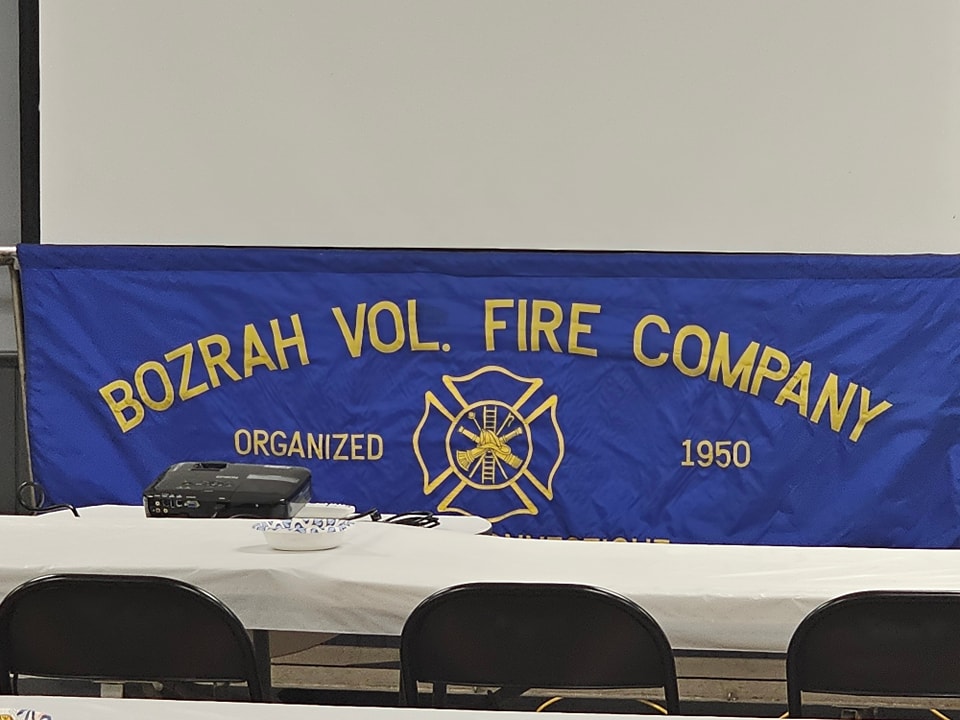 BOZRAH VOL. FIRE COMPANY
ORGANIZED 1950